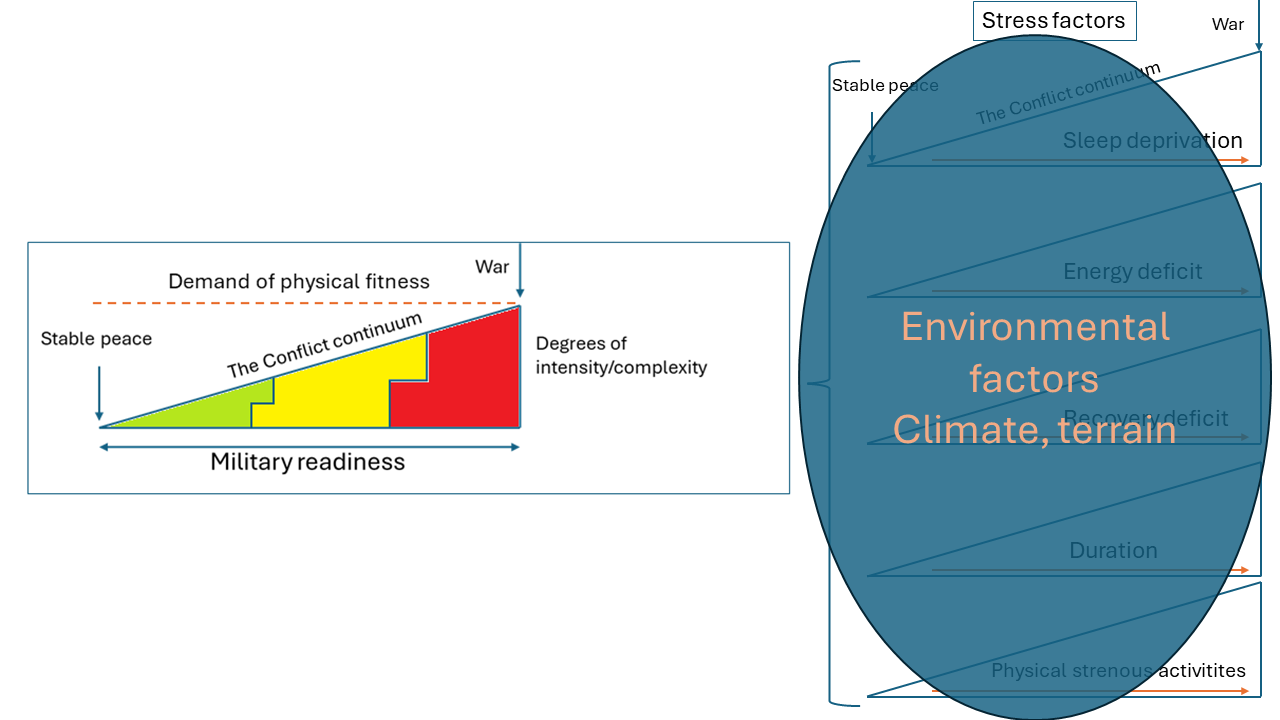 Stress factors
War
Stable peace
The Conflict continuum
Sleep deprivation
Energy deficit
Environmental
factors
Climate, terrain
Recovery deficit
Duration
Physical strenous activitites
Demand of physical fitness
War
Stable peace
The Conflict continuum
Degrees of
intensity/complexity
Military readiness